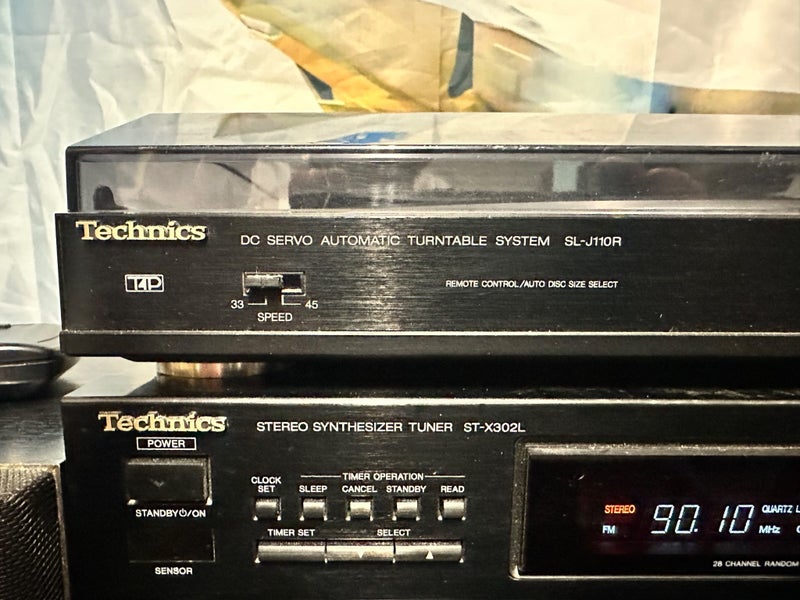 Technics
DC SERVO AUTOMATIC TURNTABLE SYSTEM SL-J110R
T4P
REMOTE CONTROL/AUTO DISC SIZE SELECT
33 45
SPEED
Technics
STEREO SYNTHESIZER TUNER ST-X302L
POWER
STANDBY⏻/ON
SENSOR
TIMER OPERATION
CLOCK SET
SLEEP CANCEL STANDBY READ
TIMER SET SELECT
STEREO
FM 90.10 MHz
QUARTZ
28 CHANNEL RANDOM